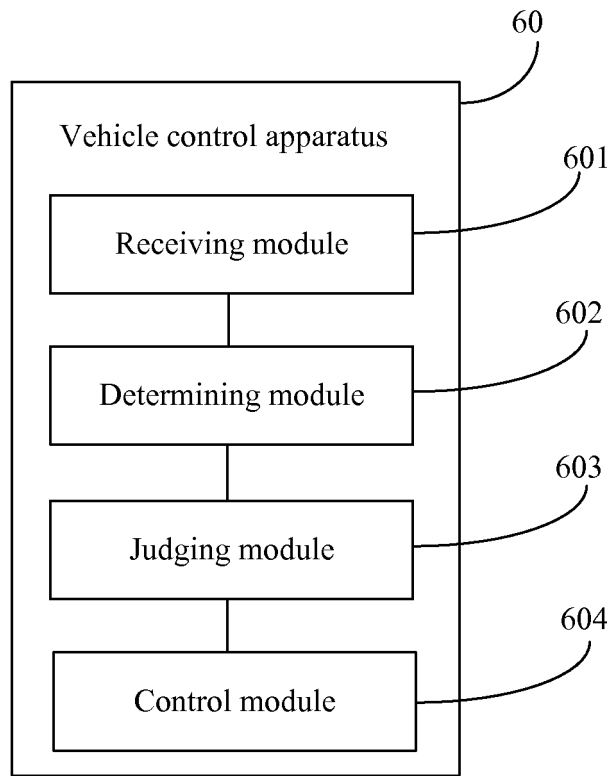 60
Vehicle control apparatus
601
Receiving module
602
Determining module
603
Judging module
604
Control module